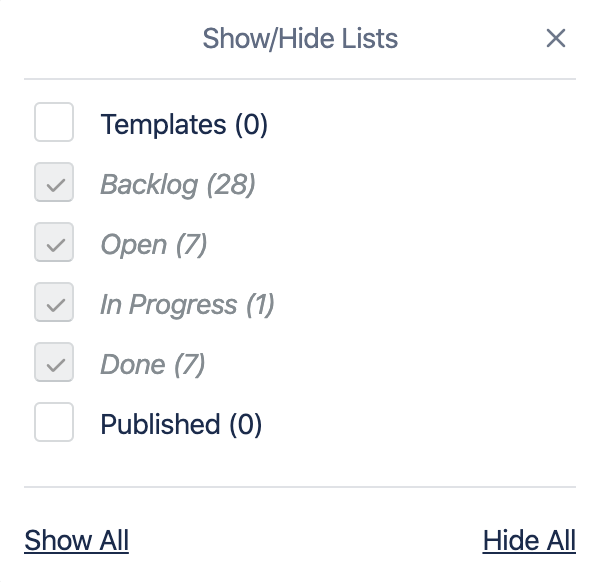 Show/Hide Lists
Templates (0)
Backlog (28)
Open (7)
In Progress (1)
Done (7)
Published (0)
Show All
Hide All